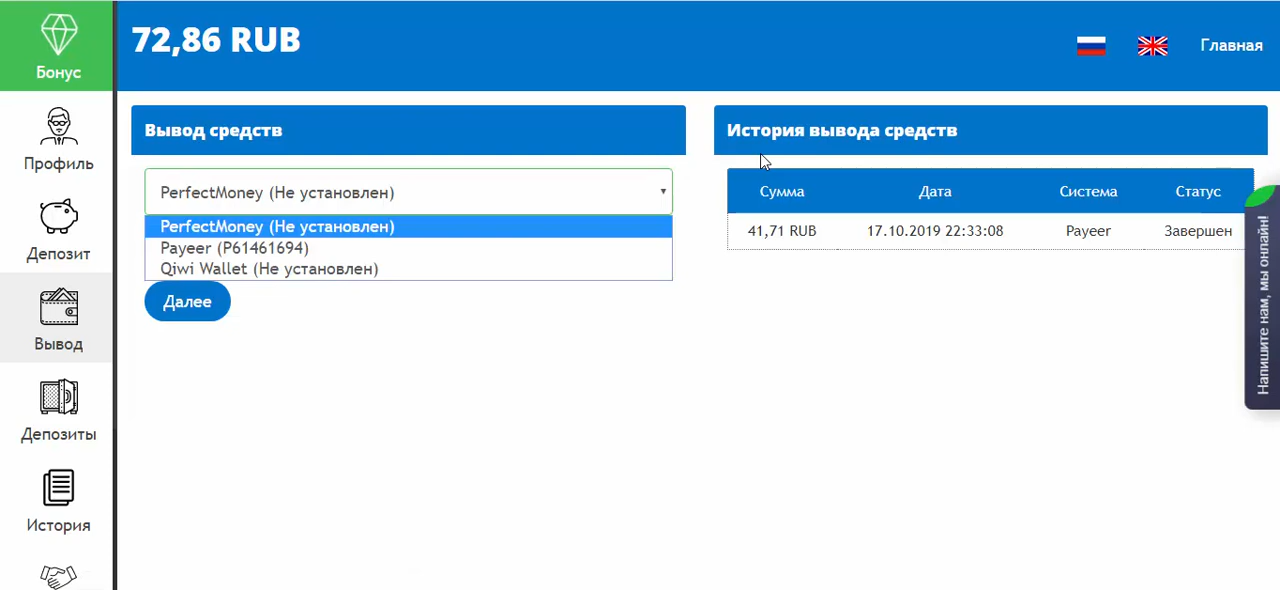 72,86 RUB
Главная
Бонус
Профиль
Депозит
Вывод
Депозиты
История
Вывод средств
PerfectMoney (Не установлен)
PerfectMoney (Не установлен)
Payeer (P61461694)
Qiwi Wallet (Не установлен)
Далее
История вывода средств
Сумма Дата Система Статус
41,71 RUB 17.10.2019 22:33:08 Payeer Завершен
Напишите нам, мы онлайн!